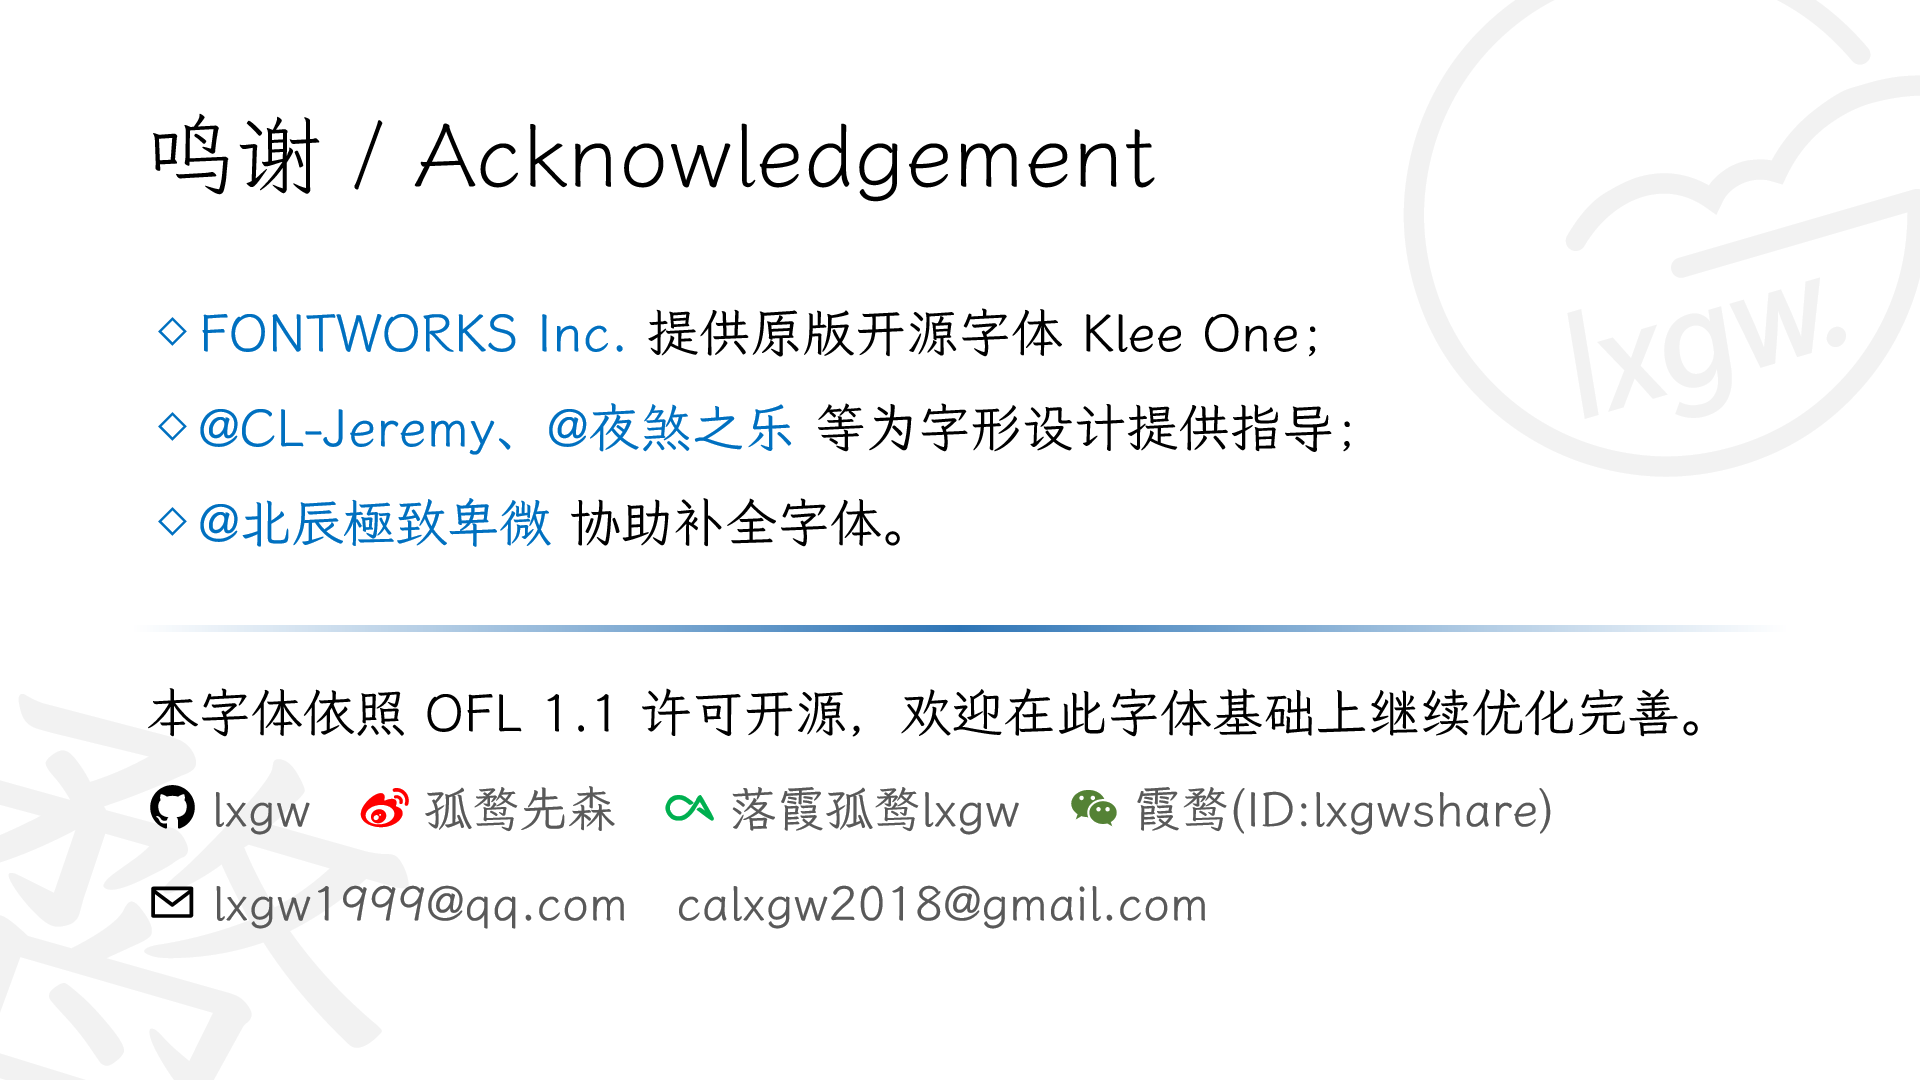 鸣谢 / Acknowledgement
lxgw.
◇ FONTWORKS Inc. 提供原版开源字体 Klee One；
◇ @CL-Jeremy、@夜煞之乐 等为字形设计提供指导；
◇ @北辰極致卑微 协助补全字体。
本字体依照 OFL 1.1 许可开源，欢迎在此字体基础上继续优化完善。
lxgw 孤鹜先森 落霞孤鹜lxgw 霞鹜(ID:lxgwshare)
lxgw1999@qq.com calxgw2018@gmail.com